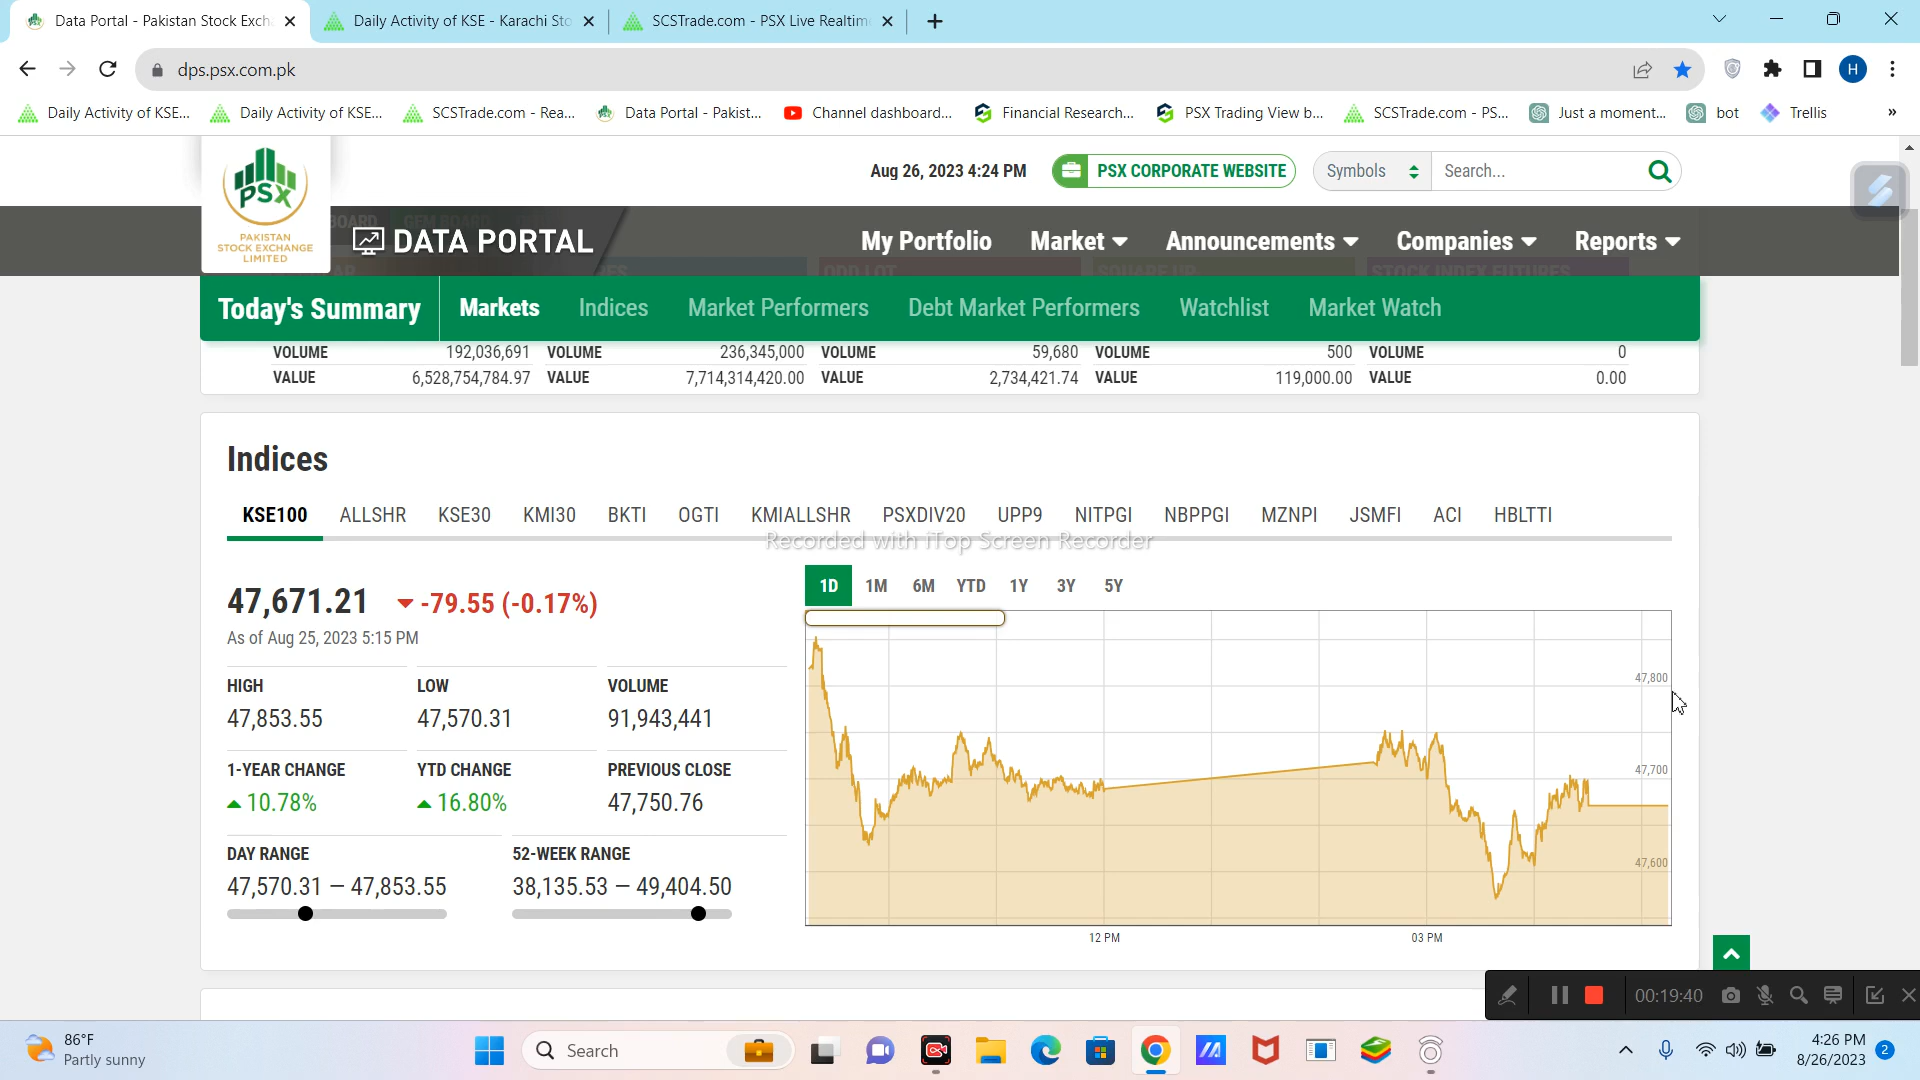 Data Portal - Pakistan Stock Exch
Daily Activity of KSE - Karachi Sto
SCSTrade.com - PSX Live Realtim
dps.psx.com.pk
H
Daily Activity of KSE...
Daily Activity of KSE...
SCSTrade.com - Rea...
Data Portal - Pakist...
Channel dashboard...
Financial Research...
PSX Trading View b...
SCSTrade.com - PS...
Just a moment...
bot
Trellis
»
PSX
PAKISTAN
STOCK EXCHANGE
LIMITED
Aug 26, 2023 4:24 PM
PSX CORPORATE WEBSITE
Symbols
Search...
BOARD
GEM BOARD
DATA PORTAL
My Portfolio
Market
Announcements
Companies
Reports
ODD LOT
SQUARE UP
STOCK INDEX FUTURES
Today's Summary
Markets
Indices
Market Performers
Debt Market Performers
Watchlist
Market Watch
VOLUME 192,036,691 VOLUME 236,345,000 VOLUME 59,680 VOLUME 500 VOLUME 0
VALUE 6,528,754,784.97 VALUE 7,714,314,420.00 VALUE 2,734,421.74 VALUE 119,000.00 VALUE 0.00
Indices
KSE100 ALLSHR KSE30 KMI30 BKTI OGTI KMIALLSHR PSXDIV20 UPP9 NITPGI NBPPGI MZNPI JSMFI ACI HBLTTI
Recorded with iTop Screen Recorder
47,671.21 -79.55 (-0.17%)
As of Aug 25, 2023 5:15 PM
1D 1M 6M YTD 1Y 3Y 5Y
HIGH LOW VOLUME
47,853.55 47,570.31 91,943,441
1-YEAR CHANGE YTD CHANGE PREVIOUS CLOSE
10.78% 16.80% 47,750.76
DAY RANGE 52-WEEK RANGE
47,570.31 — 47,853.55 38,135.53 — 49,404.50
47,800
47,700
47,600
12 PM 03 PM
00:19:40
86°F
Partly sunny
Search
4:26 PM
8/26/2023
2